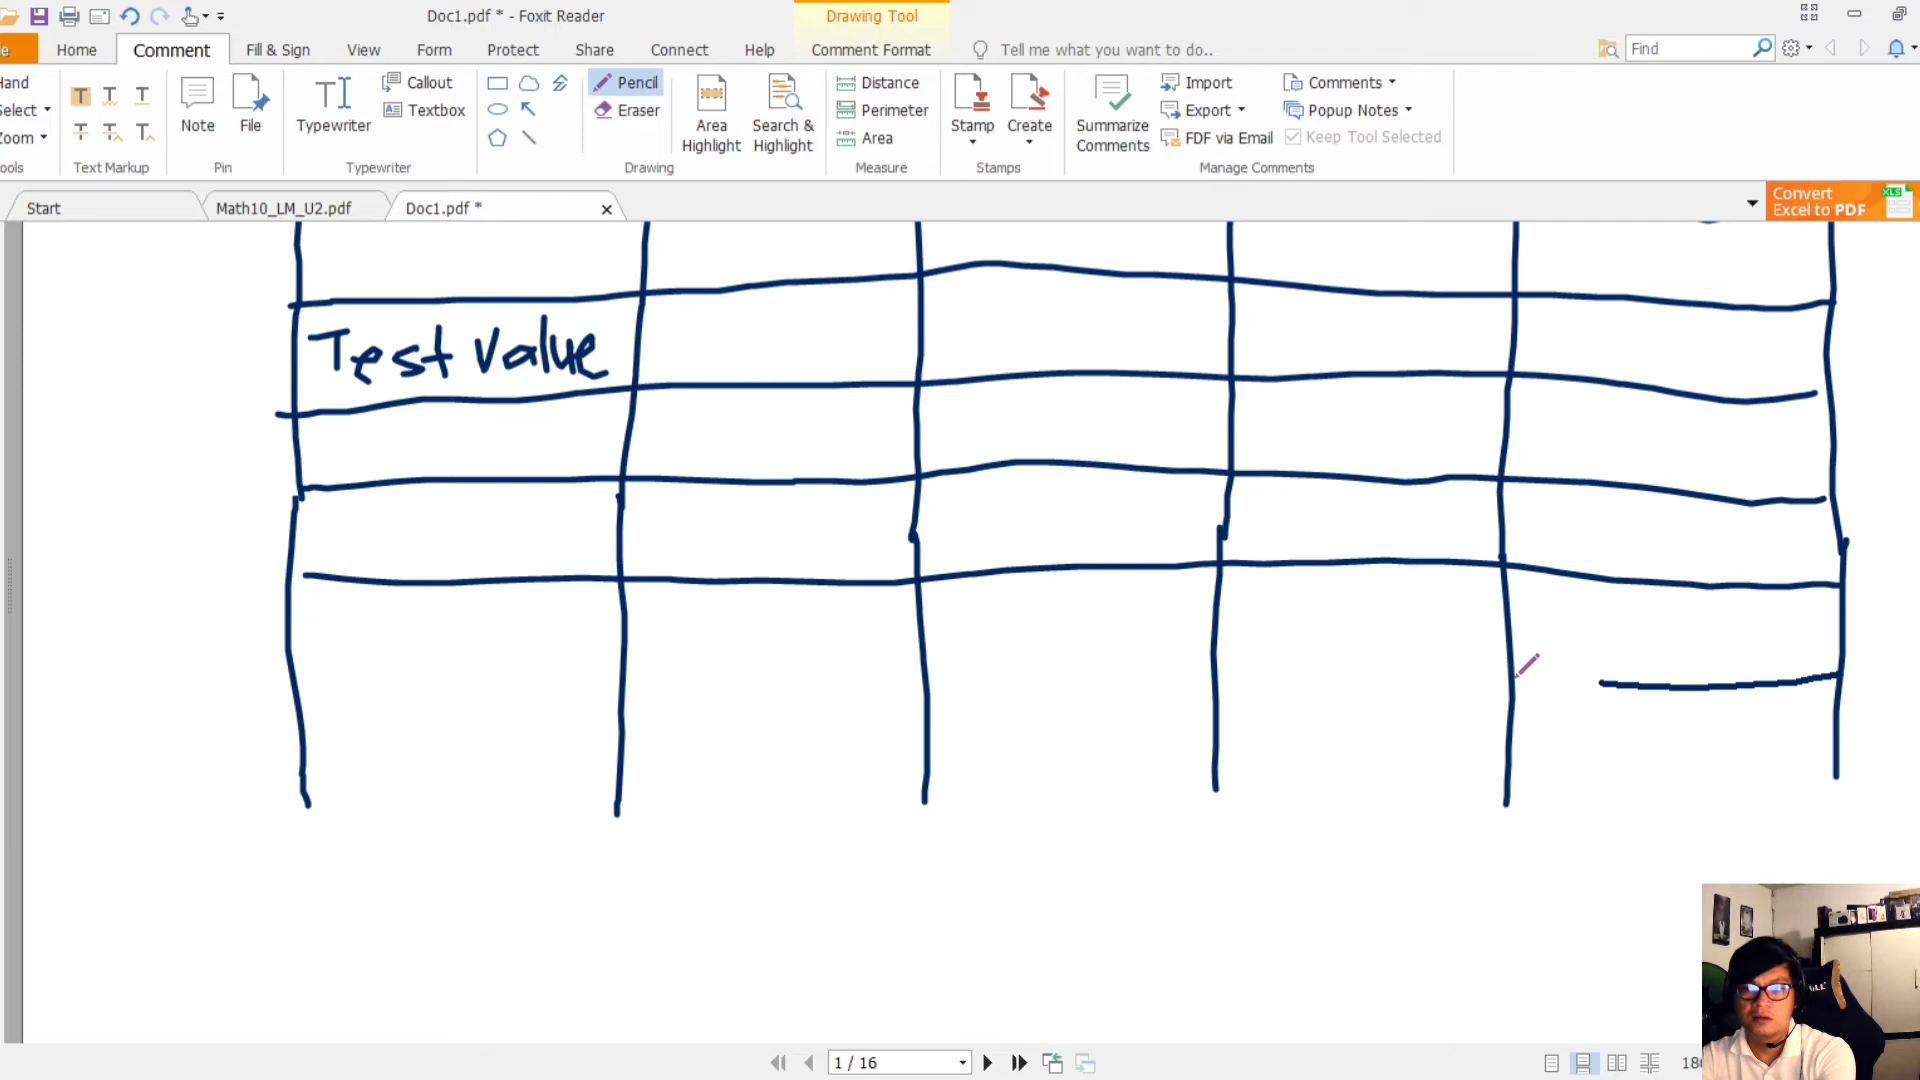 Doc1.pdf * - Foxit Reader
Drawing Tool
Home
Comment
Fill & Sign
View
Form
Protect
Share
Connect
Help
Comment Format
Tell me what you want to do..
Find
Note
File
Pin
Text Markup
Typewriter
Callout
Textbox
Typewriter
Pencil
Eraser
Area
Highlight
Search &
Highlight
Drawing
Distance
Perimeter
Area
Measure
Stamp
Create
Stamps
Summarize
Comments
Import
Export
FDF via Email
Comments
Popup Notes
Keep Tool Selected
Manage Comments
Start
Math10_LM_U2.pdf
Doc1.pdf *
Convert
Excel to PDF
XLS
Test Value
1 / 16